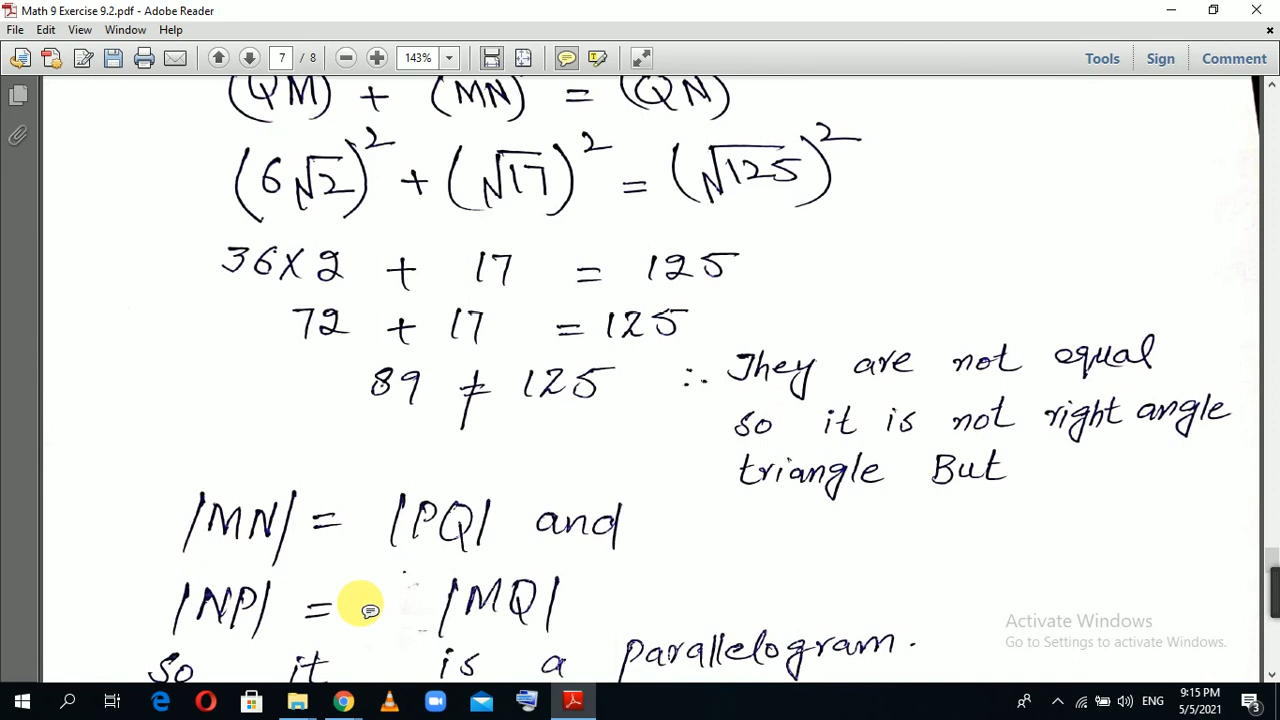 Math 9 Exercise 9.2.pdf - Adobe Reader
File Edit View Window Help
7 / 8 143% Tools Sign Comment
(QM) + (MN) = (QN)
(6√2)² + (√17)² = (√125)²
36×2 + 17 = 125
72 + 17 = 125
89 ≠ 125 ∴ They are not equal
so it is not right angle
triangle But
|MN| = |PQ| and
|NP| = |MQ|
so it is a parallelogram.
Activate Windows
Go to Settings to activate Windows.
ENG
9:15 PM
5/5/2021
3